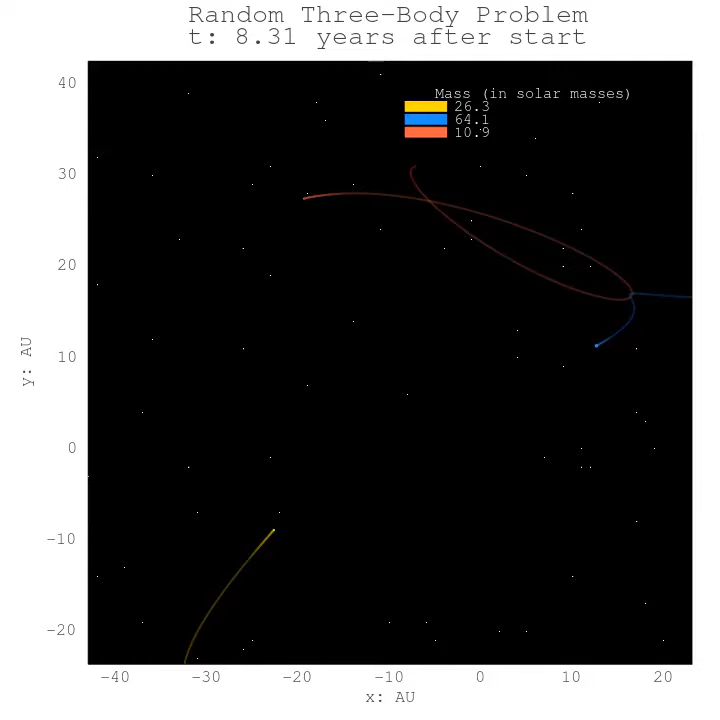 Random Three-Body Problem
t: 8.31 years after start
40
Mass (in solar masses)
26.3
64.1
10.9
30
20
10
y: AU
0
-10
-20
-40 -30 -20 -10 0 10 20
x: AU